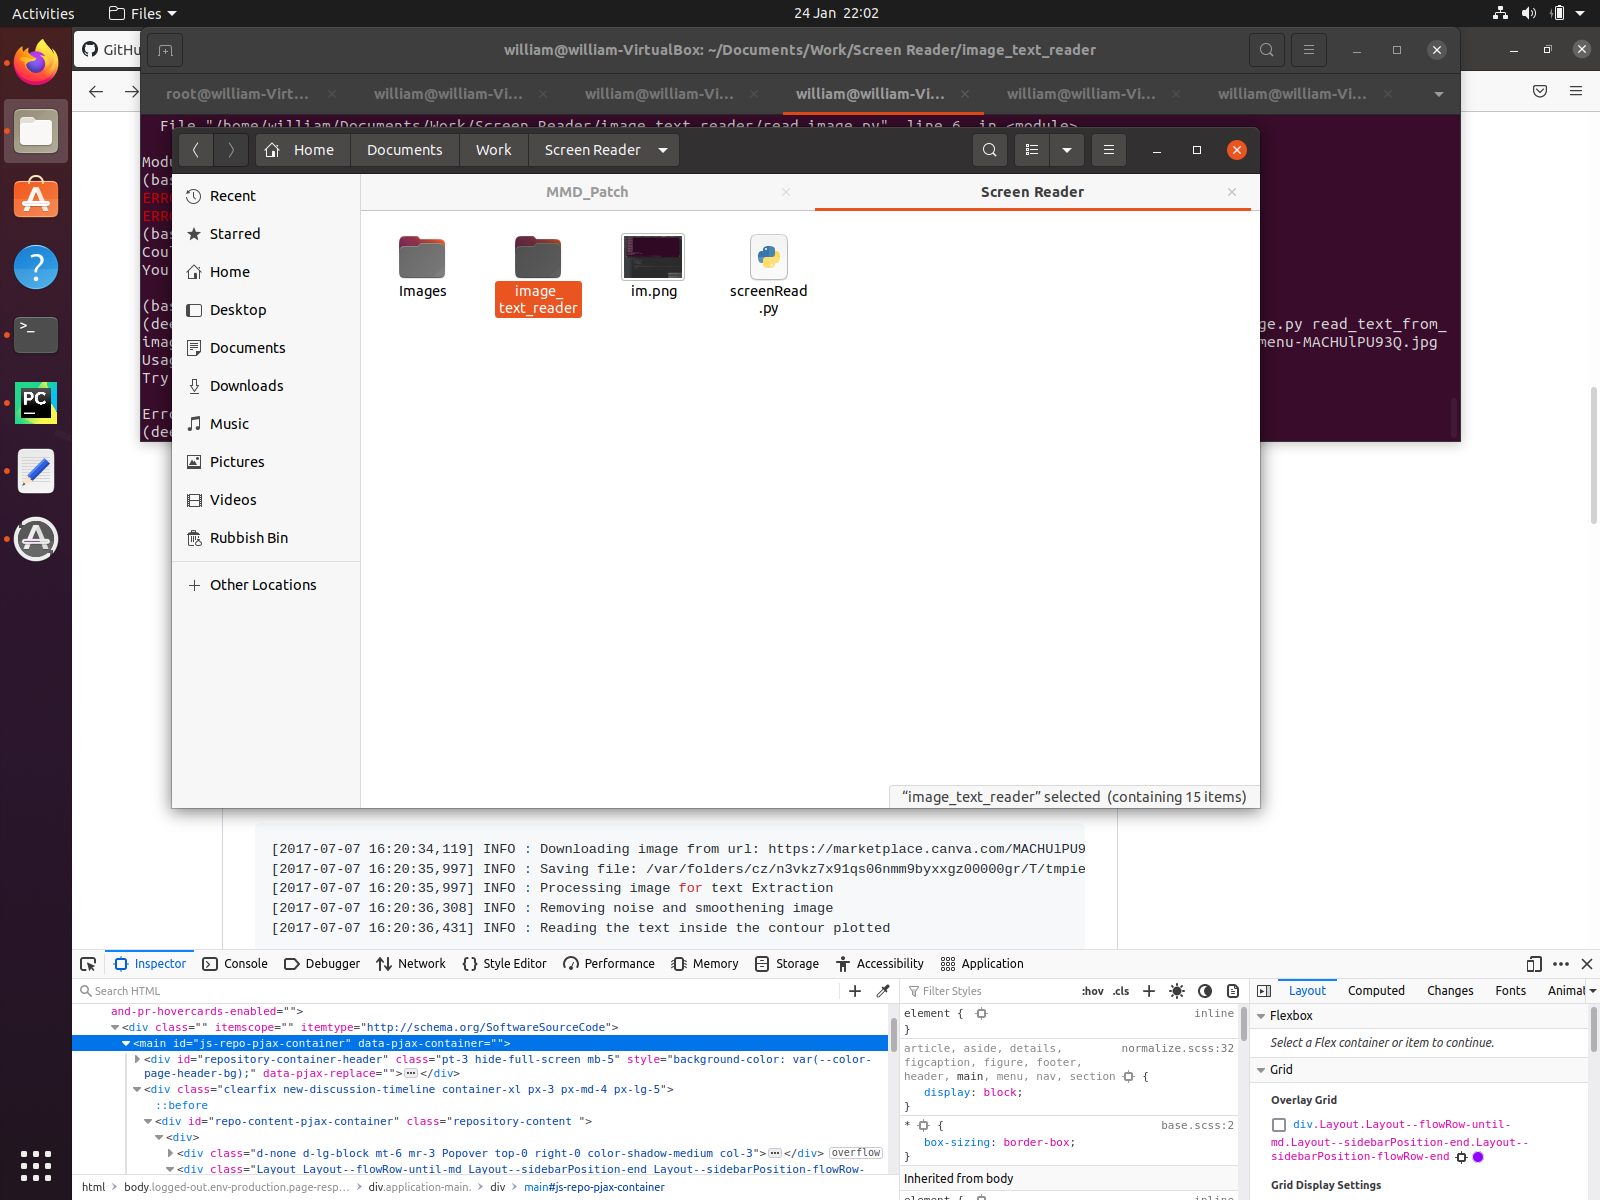 Activities
Files
24 Jan 22:02
GitHu
william@william-VirtualBox: ~/Documents/Work/Screen Reader/image_text_reader
root@william-Virt...
william@william-Vi...
william@william-Vi...
william@william-Vi...
william@william-Vi...
william@william-Vi...
File "/home/william/Documents/Work/Screen Reader/image_text_reader/read_image.py", line 6, in <module>
Modu
(bas
ERRO
ERRO
(bas
Coul
You
(bas
(dee
ge.py read_text_from_
imag
menu-MACHUlPU93Q.jpg
Usag
Try
Erro
(dee
Home
Documents
Work
Screen Reader
Recent
Starred
Home
Desktop
Documents
Downloads
Music
Pictures
Videos
Rubbish Bin
Other Locations
MMD_Patch
Screen Reader
Images
image_
text_reader
im.png
screenRead
.py
“image_text_reader” selected (containing 15 items)
[2017-07-07 16:20:34,119] INFO : Downloading image from url: https://marketplace.canva.com/MACHUlPU9
[2017-07-07 16:20:35,997] INFO : Saving file: /var/folders/cz/n3vkz7x91qs06nmm9byxxgz00000gr/T/tmpie
[2017-07-07 16:20:35,997] INFO : Processing image for text Extraction
[2017-07-07 16:20:36,308] INFO : Removing noise and smoothening image
[2017-07-07 16:20:36,431] INFO : Reading the text inside the contour plotted
Inspector
Console
Debugger
Network
Style Editor
Performance
Memory
Storage
Accessibility
Application
Search HTML
and-pr-hovercards-enabled="">
<div class="" itemscope="" itemtype="http://schema.org/SoftwareSourceCode">
<main id="js-repo-pjax-container" data-pjax-container="">
<div id="repository-container-header" class="pt-3 hide-full-screen mb-5" style="background-color: var(--color-
page-header-bg);" data-pjax-replace="">…</div>
<div class="clearfix new-discussion-timeline container-xl px-3 px-md-4 px-lg-5">
::before
<div id="repo-content-pjax-container" class="repository-content ">
<div>
<div class="d-none d-lg-block mt-6 mr-3 Popover top-0 right-0 color-shadow-medium col-3">…</div> overflow
<div class="Layout Layout--flowRow-until-md Layout--sidebarPosition-end Layout--sidebarPosition-flowRow-
html
body.logged-out.env-production.page-resp…
div.application-main.
div
main#js-repo-pjax-container
Filter Styles
:hov .cls
element {
inline
}
article, aside, details,
normalize.scss:32
figcaption, figure, footer,
header, main, menu, nav, section {
display: block;
}
* {
base.scss:2
box-sizing: border-box;
}
Inherited from body
element {
inline
Layout
Computed
Changes
Fonts
Animat
Flexbox
Select a Flex container or item to continue.
Grid
Overlay Grid
div.Layout.Layout--flowRow-until-
md.Layout--sidebarPosition-end.Layout--
sidebarPosition-flowRow-end
Grid Display Settings